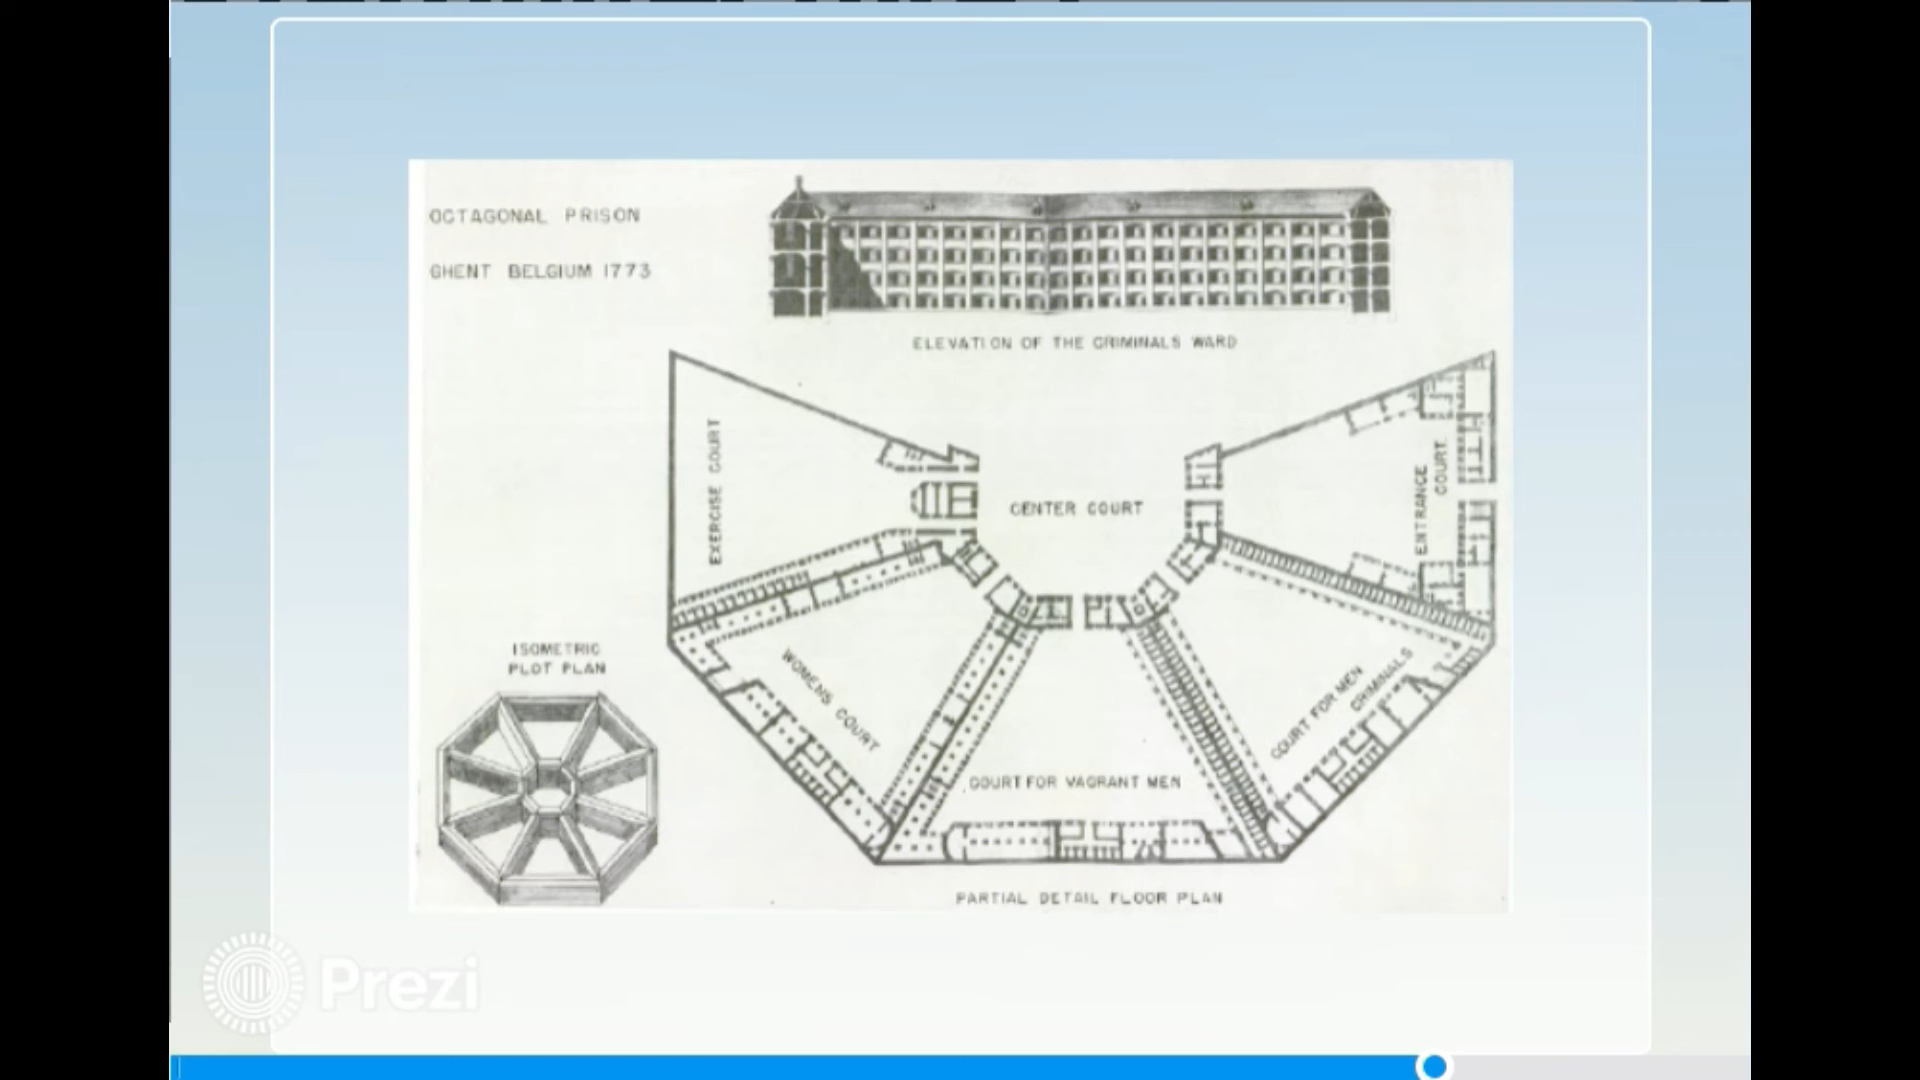 OCTAGONAL PRISON
GHENT BELGIUM 1773
ELEVATION OF THE CRIMINALS WARD
EXERCISE COURT
CENTER COURT
ENTRANCE
COURT
ISOMETRIC
PLOT PLAN
WOMENS COURT
COURT FOR MEN
CRIMINALS
COURT FOR VAGRANT MEN
PARTIAL DETAIL FLOOR PLAN
Prezi